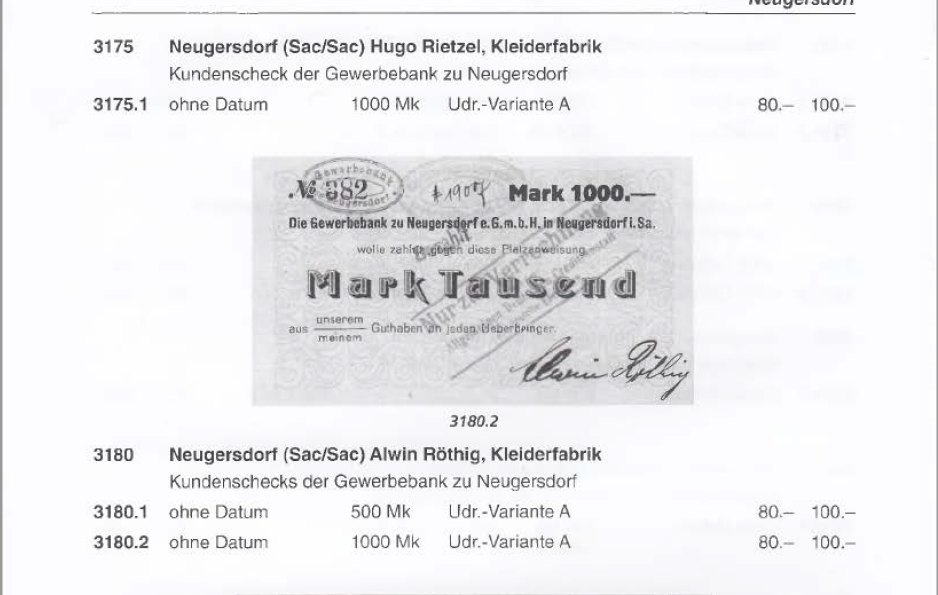 Neugersdorf
3175 Neugersdorf (Sac/Sac) Hugo Rietzel, Kleiderfabrik
Kundenscheck der Gewerbebank zu Neugersdorf
3175.1 ohne Datum 1000 Mk Udr.-Variante A 80.– 100.–
Gewerbebank
№ 382 Mark 1000.—
Neugersdorf
Die Gewerbebank zu Neugersdorf e.G.m.b.H. in Neugersdorf i. Sa.
wolle zahlen gegen diese Platzanweisung
Bezahlt
Mark Tausend
Nur zur Verrechnung
aus unserem
meinem Guthaben an jeden Ueberbringer.
Alwin Röthig
3180.2
3180 Neugersdorf (Sac/Sac) Alwin Röthig, Kleiderfabrik
Kundenschecks der Gewerbebank zu Neugersdorf
3180.1 ohne Datum 500 Mk Udr.-Variante A 80.– 100.–
3180.2 ohne Datum 1000 Mk Udr.-Variante A 80.– 100.–